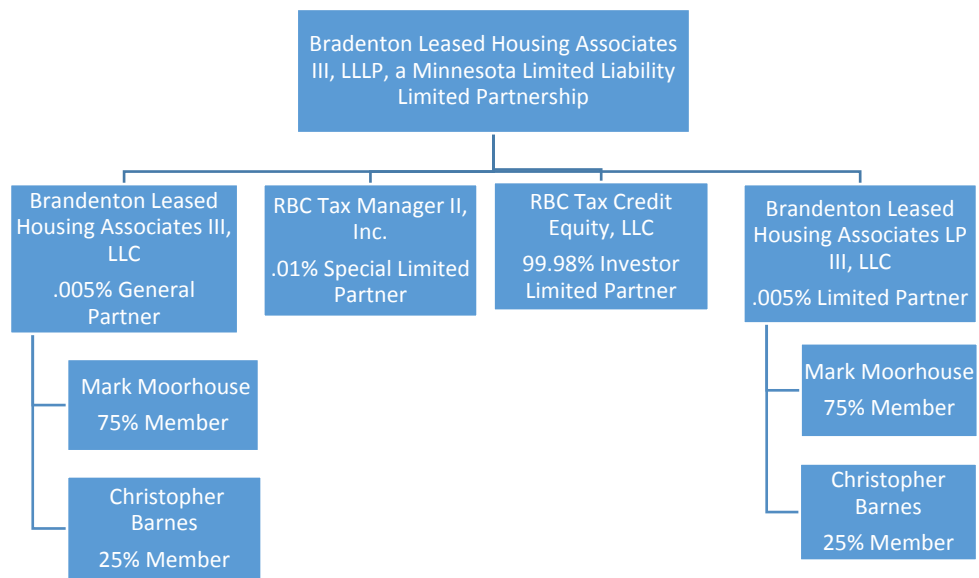 Bradenton Leased Housing Associates
III, LLLP, a Minnesota Limited Liability
Limited Partnership
Brandenton Leased
Housing Associates III,
LLC
.005% General
Partner
RBC Tax Manager II,
Inc.
.01% Special Limited
Partner
RBC Tax Credit
Equity, LLC
99.98% Investor
Limited Partner
Brandenton Leased
Housing Associates LP
III, LLC
.005% Limited Partner
Mark Moorhouse
75% Member
Christopher
Barnes
25% Member
Mark Moorhouse
75% Member
Christopher
Barnes
25% Member